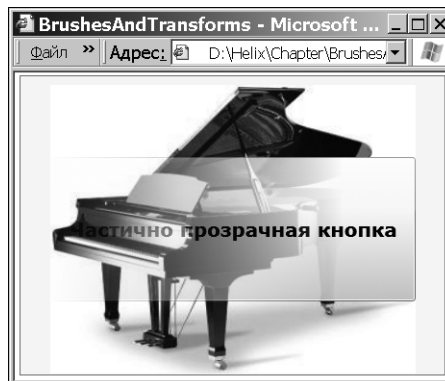 BrushesAndTransforms - Microsoft ...
Файл » Адрес: D:\Helix\Chapter\Brushes
Частично прозрачная кнопка